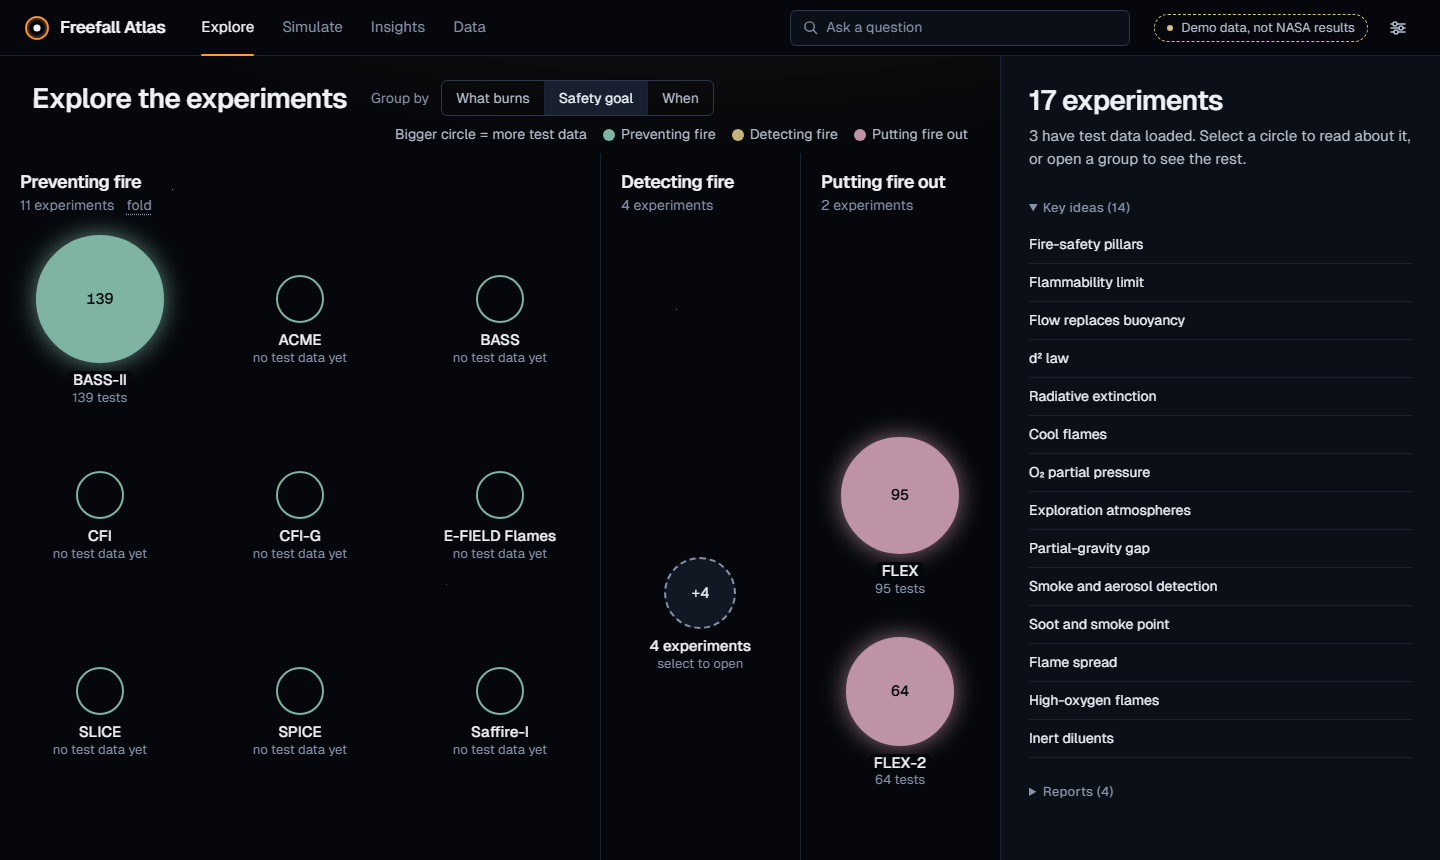 Freefall Atlas
Explore
Simulate
Insights
Data
Ask a question
Demo data, not NASA results
Explore the experiments
Group by
What burns
Safety goal
When
Bigger circle = more test data
Preventing fire
Detecting fire
Putting fire out
Preventing fire
11 experiments
fold
139
BASS-II
139 tests
ACME
no test data yet
BASS
no test data yet
CFI
no test data yet
CFI-G
no test data yet
E-FIELD Flames
no test data yet
SLICE
no test data yet
SPICE
no test data yet
Saffire-I
no test data yet
Detecting fire
4 experiments
+4
4 experiments
select to open
Putting fire out
2 experiments
95
FLEX
95 tests
64
FLEX-2
64 tests
17 experiments
3 have test data loaded. Select a circle to read about it,
or open a group to see the rest.
Key ideas (14)
Fire-safety pillars
Flammability limit
Flow replaces buoyancy
d² law
Radiative extinction
Cool flames
O₂ partial pressure
Exploration atmospheres
Partial-gravity gap
Smoke and aerosol detection
Soot and smoke point
Flame spread
High-oxygen flames
Inert diluents
Reports (4)